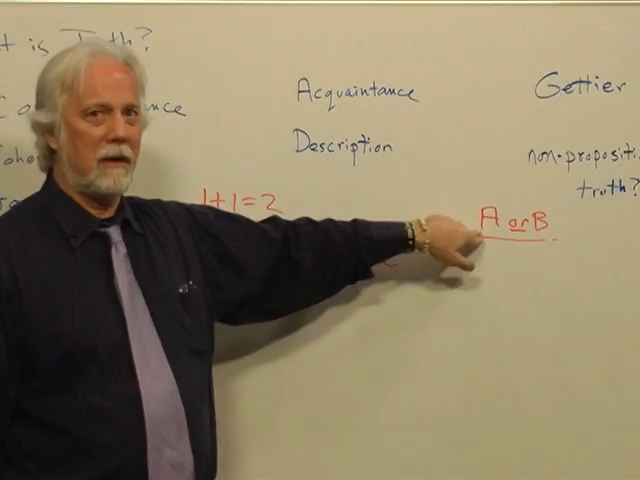 t is Truth?
Acquaintance
Gettier
Description
non-propositi
truth?
1+1=2
A or B